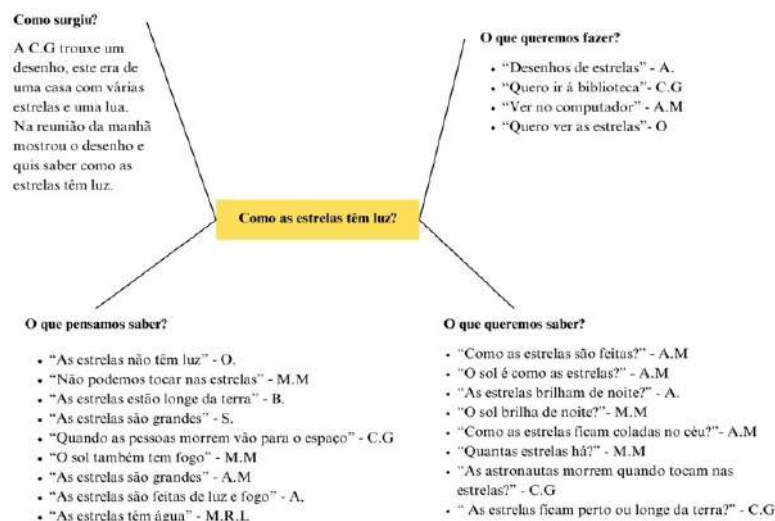 Como surgiu?
A C.G trouxe um
desenho, este era de
uma casa com várias
estrelas e uma lua.
Na reunião da manhã
mostrou o desenho e
quis saber como as
estrelas têm luz.
O que queremos fazer?
• “Desenhos de estrelas” - A.
• “Quero ir á biblioteca”- C.G
• “Ver no computador” - A.M
• “Quero ver as estrelas”- O
Como as estrelas têm luz?
O que pensamos saber?
• “As estrelas não têm luz” - O.
• “Não podemos tocar nas estrelas” - M.M
• “As estrelas estão longe da terra” - B.
• “As estrelas são grandes” - S.
• “Quando as pessoas morrem vão para o espaço” - C.G
• “O sol também tem fogo” - M.M
• “As estrelas são grandes” - A.M
• “As estrelas são feitas de luz e fogo” - A.
• “As estrelas têm água” - M.R.L
O que queremos saber?
• “Como as estrelas são feitas?” - A.M
• “O sol é como as estrelas?” - A.M
• “As estrelas brilham de noite?” - A.
• “O sol brilha de noite?”- M.M
• “Como as estrelas ficam coladas no céu?”- A.M
• “Quantas estrelas há?” - M.M
• “As astronautas morrem quando tocam nas
estrelas?” - C.G
• “ As estrelas ficam perto ou longe da terra?” - C.G